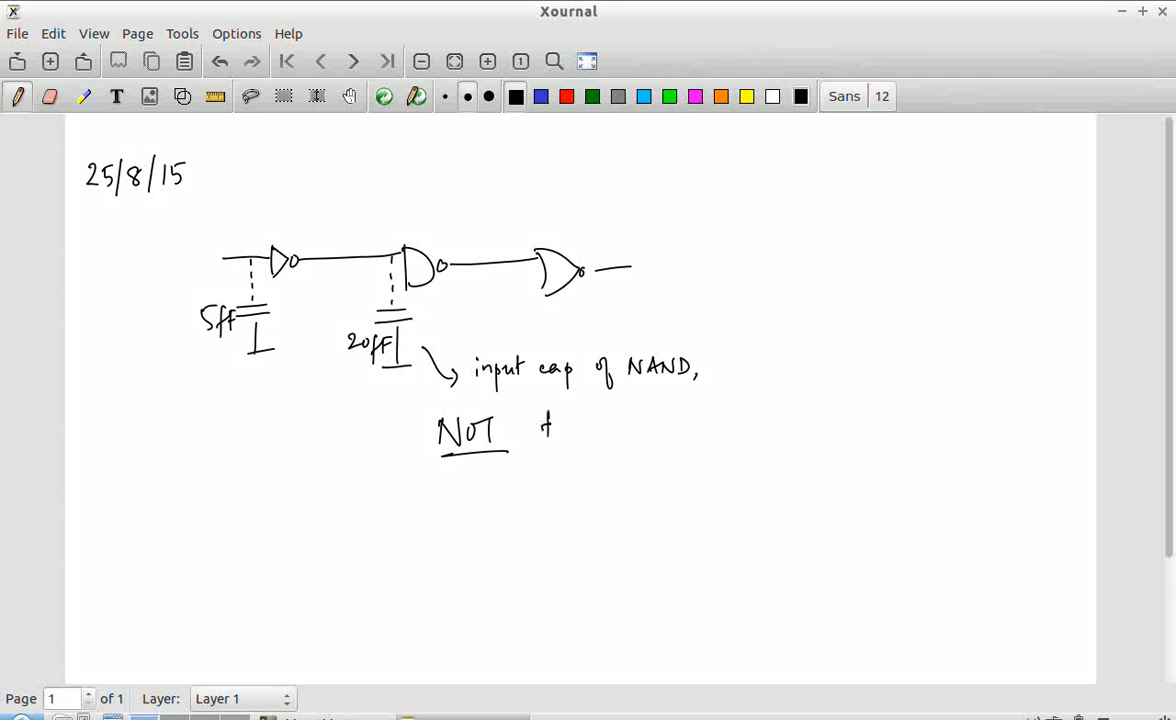 Xournal
File Edit View Page Tools Options Help
Sans 12
25/8/15
5fF
20fF
input cap of NAND,
NOT t
Page 1 of 1 Layer: Layer 1